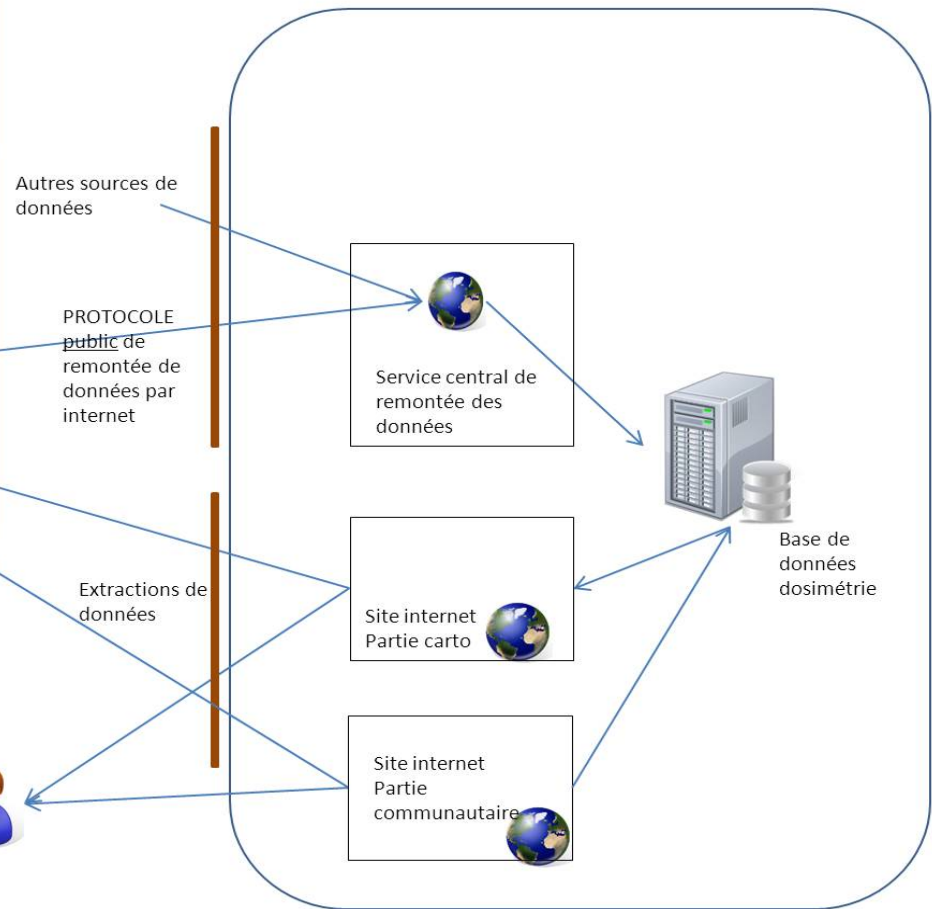 Autres sources de
données
PROTOCOLE
public de
remontée de
données par
internet
Service central de
remontée des
données
Base de
données
dosimétrie
Extractions de
données
Site internet
Partie carto
Site internet
Partie
communautaire